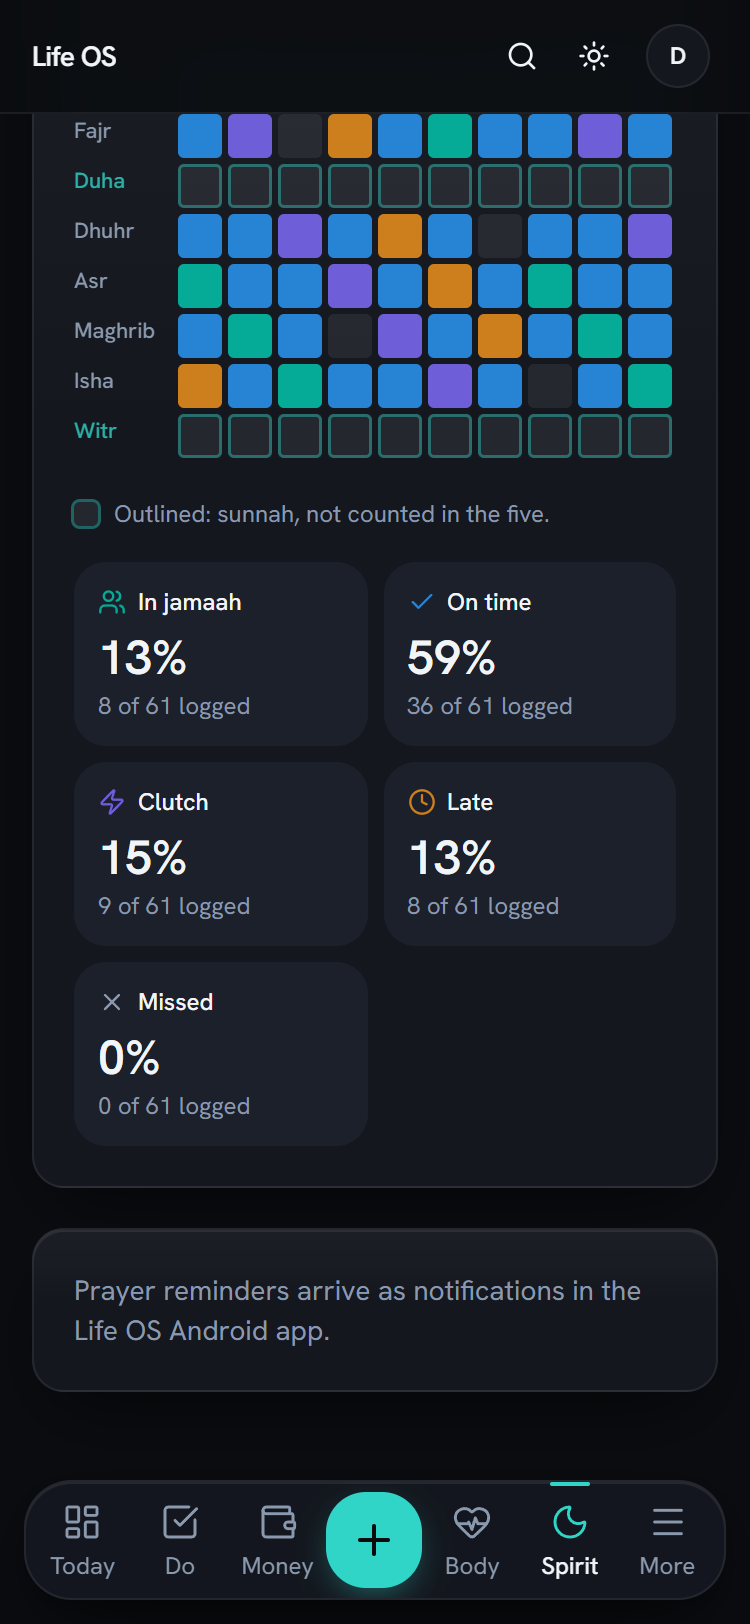 Life OS
D
Fajr
Duha
Dhuhr
Asr
Maghrib
Isha
Witr
Outlined: sunnah, not counted in the five.
In jamaah
13%
8 of 61 logged
On time
59%
36 of 61 logged
Clutch
15%
9 of 61 logged
Late
13%
8 of 61 logged
Missed
0%
0 of 61 logged
Prayer reminders arrive as notifications in the
Life OS Android app.
Today
Do
Money
Body
Spirit
More